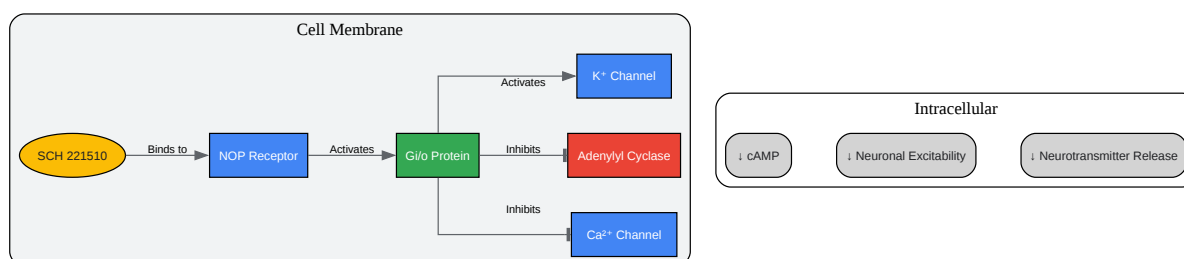 Cell Membrane
K⁺ Channel
Activates
Intracellular
SCH 221510
Binds to
NOP Receptor
Activates
Gi/o Protein
Inhibits
Adenylyl Cyclase
↓ cAMP
↓ Neuronal Excitability
↓ Neurotransmitter Release
Inhibits
Ca²⁺ Channel